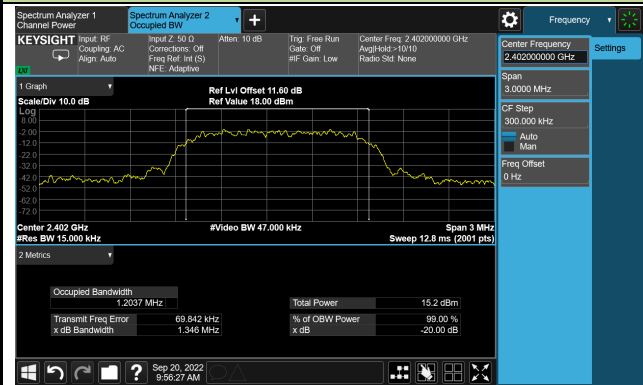 Spectrum Analyzer 1
Channel Power
Spectrum Analyzer 2
Occupied BW
Frequency
KEYSIGHT
Input: RF
Coupling: AC
Align: Auto
Input Z: 50 Ω
Corrections: Off
Freq Ref: Int (S)
NFE: Adaptive
Atten: 10 dB
Trig: Free Run
Gate: Off
#IF Gain: Low
Center Freq: 2.402000000 GHz
Avg|Hold:>10/10
Radio Std: None
LXI
Center Frequency
2.402000000 GHz
Settings
Span
3.0000 MHz
CF Step
300.000 kHz
Auto
Man
Freq Offset
0 Hz
1 Graph
Scale/Div 10.0 dB
Ref Lvl Offset 11.60 dB
Ref Value 18.00 dBm
Log
8.00
-2.00
-12.0
-22.0
-32.0
-42.0
-52.0
-62.0
-72.0
Center 2.402 GHz
#Video BW 47.000 kHz
Span 3 MHz
#Res BW 15.000 kHz
Sweep 12.8 ms (2001 pts)
2 Metrics
Occupied Bandwidth
1.2037 MHz
Total Power
15.2 dBm
Transmit Freq Error
69.842 kHz
% of OBW Power
99.00 %
x dB Bandwidth
1.346 MHz
x dB
-20.00 dB
Sep 20, 2022
9:56:27 AM